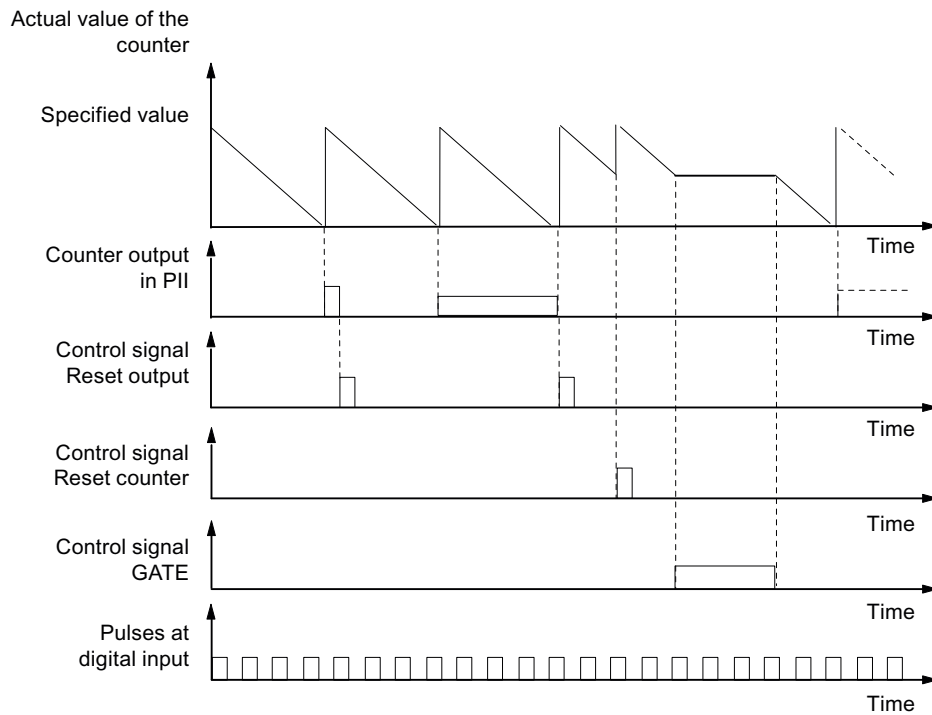 Actual value of the
counter
Specified value
Time
Counter output
in PII
Time
Control signal
Reset output
Time
Control signal
Reset counter
Time
Control signal
GATE
Time
Pulses at
digital input
Time